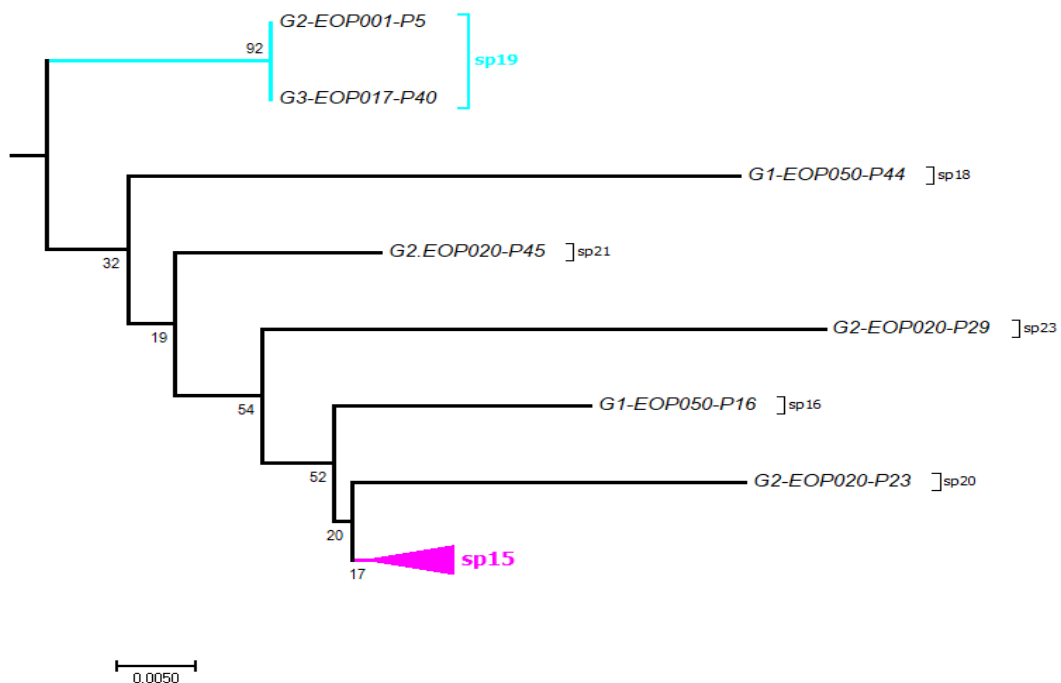 G2-EOP001-P5
92
sp19
G3-EOP017-P40
G1-EOP050-P44
sp18
32
G2.EOP020-P45
sp21
19
G2-EOP020-P29
sp23
54
G1-EOP050-P16
sp16
52
G2-EOP020-P23
sp20
20
sp15
17
0.0050